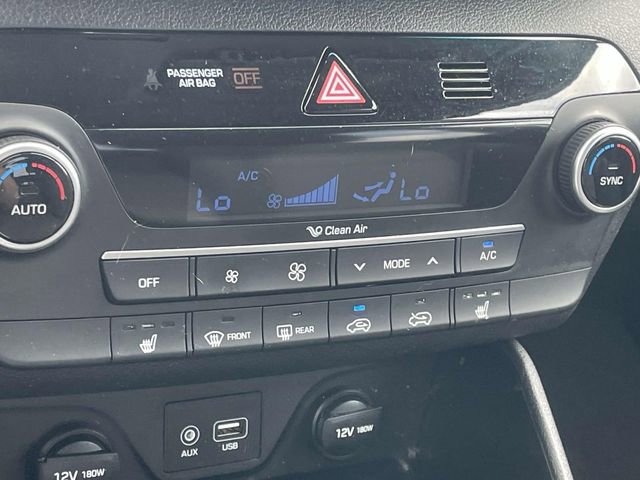 PASSENGER
AIR BAG OFF
A/C
Lo Lo
Clean Air
AUTO
SYNC
OFF
MODE
A/C
FRONT
REAR
AUX
USB
12V 180W
12V 180W